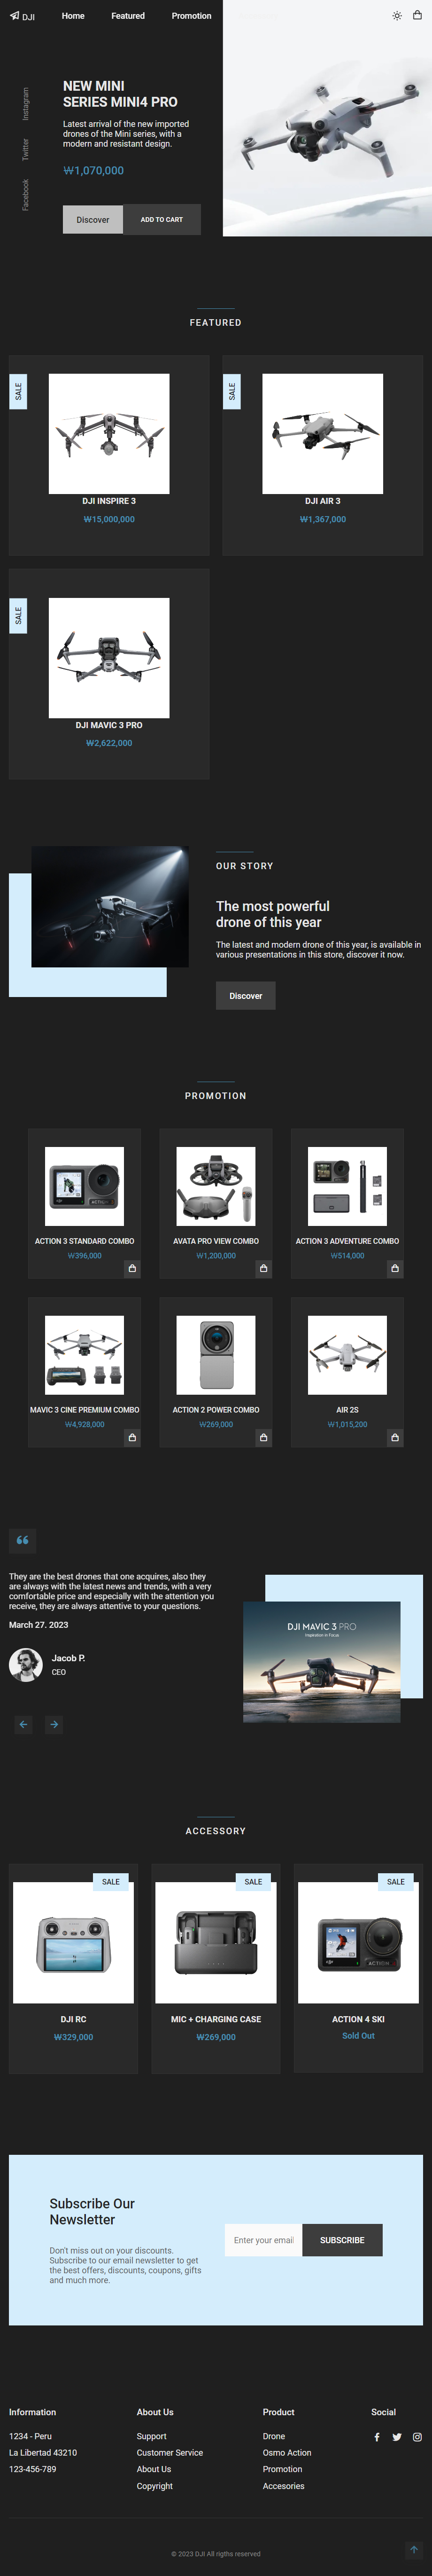 DJI
Home
Featured
Promotion
Instagram
Twitter
Facebook
NEW MINI
SERIES MINI4 PRO
Latest arrival of the new imported
drones of the Mini series, with a
modern and resistant design.
₩1,070,000
Discover
ADD TO CART
FEATURED
SALE
DJI INSPIRE 3
₩15,000,000
SALE
DJI AIR 3
₩1,367,000
SALE
DJI MAVIC 3 PRO
₩2,622,000
OUR STORY
The most powerful
drone of this year
The latest and modern drone of this year, is available in
various presentations in this store, discover it now.
Discover
PROMOTION
ACTION 3 STANDARD COMBO
₩396,000
AVATA PRO VIEW COMBO
₩1,200,000
ACTION 3 ADVENTURE COMBO
₩514,000
MAVIC 3 CINE PREMIUM COMBO
₩4,928,000
ACTION 2 POWER COMBO
₩269,000
AIR 2S
₩1,015,200
They are the best drones that one acquires, also they
are always with the latest news and trends, with a very
comfortable price and especially with the attention you
receive, they are always attentive to your questions.
March 27. 2023
Jacob P.
CEO
DJI MAVIC 3 PRO
Inspiration in Focus
ACCESSORY
SALE
DJI RC
₩329,000
SALE
MIC + CHARGING CASE
₩269,000
SALE
ACTION
ACTION 4 SKI
Sold Out
Subscribe Our
Newsletter
Don't miss out on your discounts.
Subscribe to our email newsletter to get
the best offers, discounts, coupons, gifts
and much more.
Enter your email
SUBSCRIBE
Information
1234 - Peru
La Libertad 43210
123-456-789
About Us
Support
Customer Service
About Us
Copyright
Product
Drone
Osmo Action
Promotion
Accesories
Social
© 2023 DJI All rigths reserved